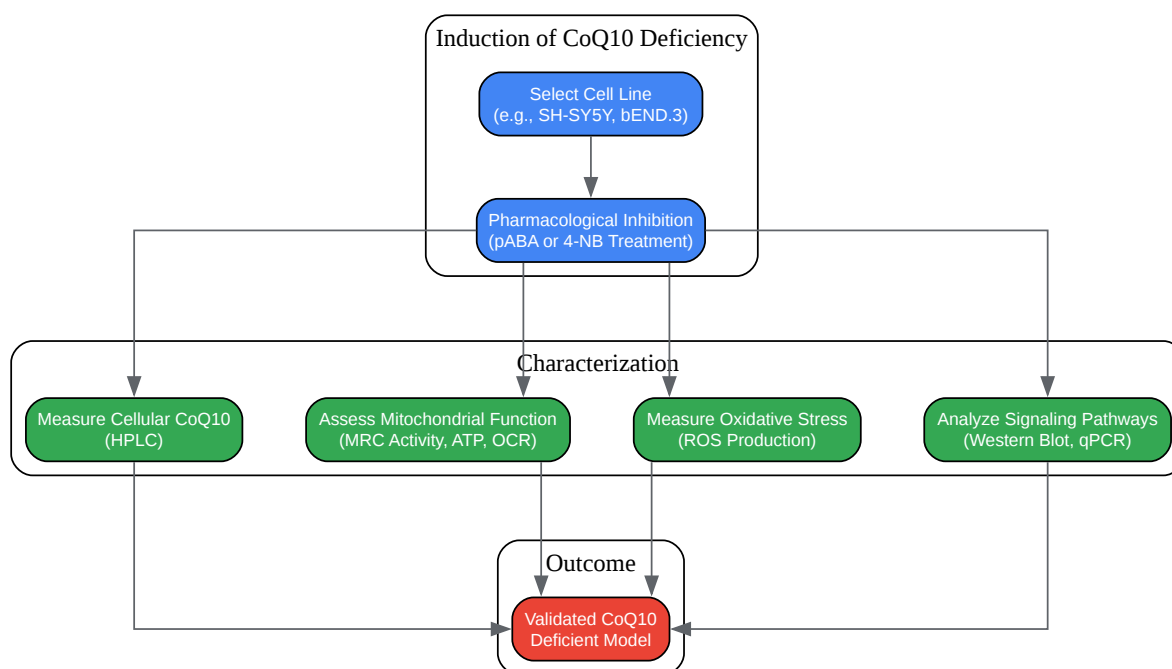 Induction of CoQ10 Deficiency
Select Cell Line
(e.g., SH-SY5Y, bEND.3)
Pharmacological Inhibition
(pABA or 4-NB Treatment)
Characterization
Measure Cellular CoQ10
(HPLC)
Assess Mitochondrial Function
(MRC Activity, ATP, OCR)
Measure Oxidative Stress
(ROS Production)
Analyze Signaling Pathways
(Western Blot, qPCR)
Outcome
Validated CoQ10
Deficient Model